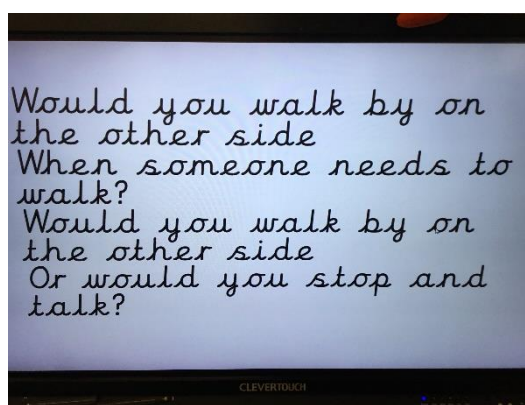 Would you walk by on
the other side
When someone needs to
walk?
Would you walk by on
the other side
Or would you stop and
talk?
CLEVERTOUCH